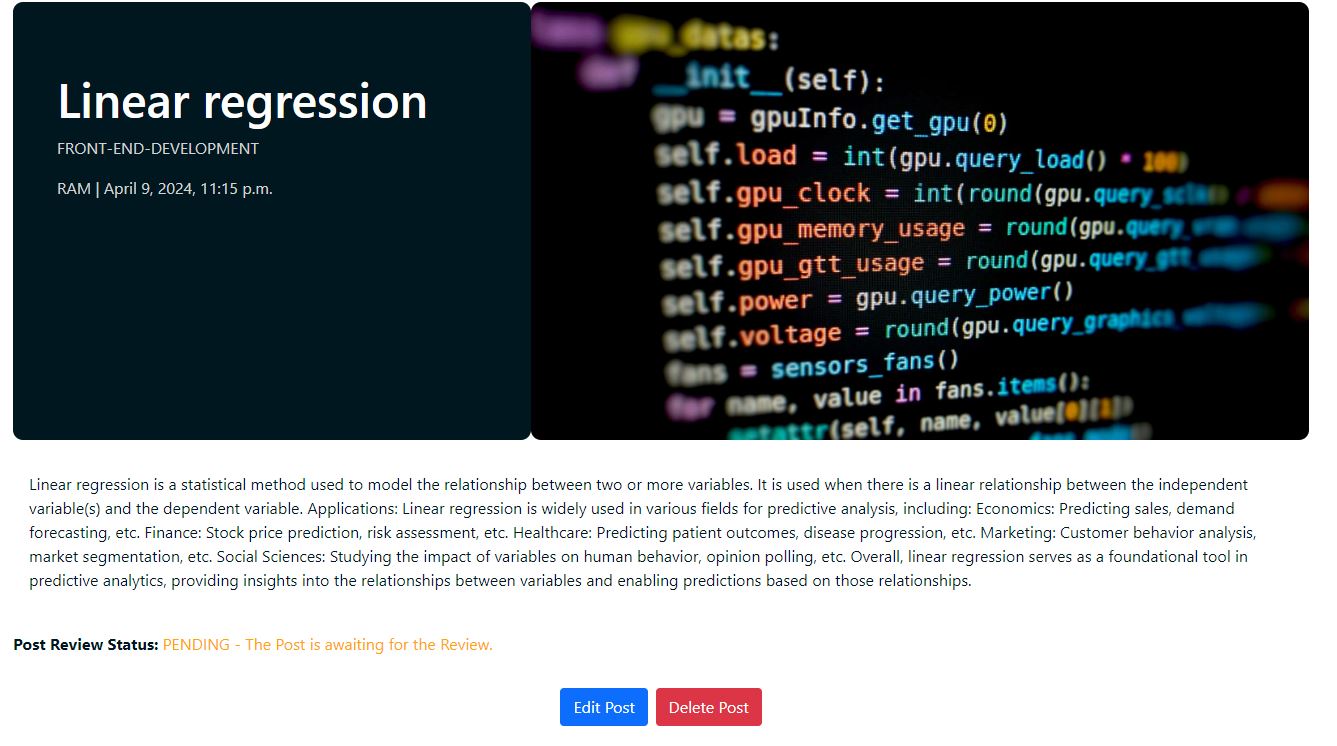 Linear regression
FRONT-END-DEVELOPMENT
RAM | April 9, 2024, 11:15 p.m.
_datas:
def __init__(self):
gpu = gpuInfo.get_gpu(0)
self.load = int(gpu.query_load() * 100)
self.gpu_clock = int(round(gpu.query_sclk()
self.gpu_memory_usage = round(gpu.query_
self.gpu_gtt_usage = round(gpu.query_gtt_
self.power = gpu.query_power()
self.voltage = round(gpu.query_graphics_
fans = sensors_fans()
for name, value in fans.items():
setattr(self, name, value[0][1])
Linear regression is a statistical method used to model the relationship between two or more variables. It is used when there is a linear relationship between the independent
variable(s) and the dependent variable. Applications: Linear regression is widely used in various fields for predictive analysis, including: Economics: Predicting sales, demand
forecasting, etc. Finance: Stock price prediction, risk assessment, etc. Healthcare: Predicting patient outcomes, disease progression, etc. Marketing: Customer behavior analysis,
market segmentation, etc. Social Sciences: Studying the impact of variables on human behavior, opinion polling, etc. Overall, linear regression serves as a foundational tool in
predictive analytics, providing insights into the relationships between variables and enabling predictions based on those relationships.
Post Review Status: PENDING - The Post is awaiting for the Review.
Edit Post Delete Post